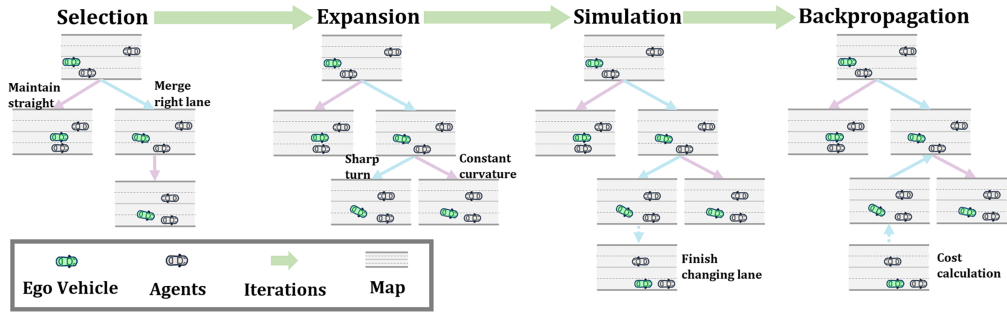 Selection
Expansion
Simulation
Backpropagation
Maintain
straight
Merge
right lane
Sharp
turn
Constant
curvature
Finish
changing lane
Cost
calculation
Ego Vehicle
Agents
Iterations
Map